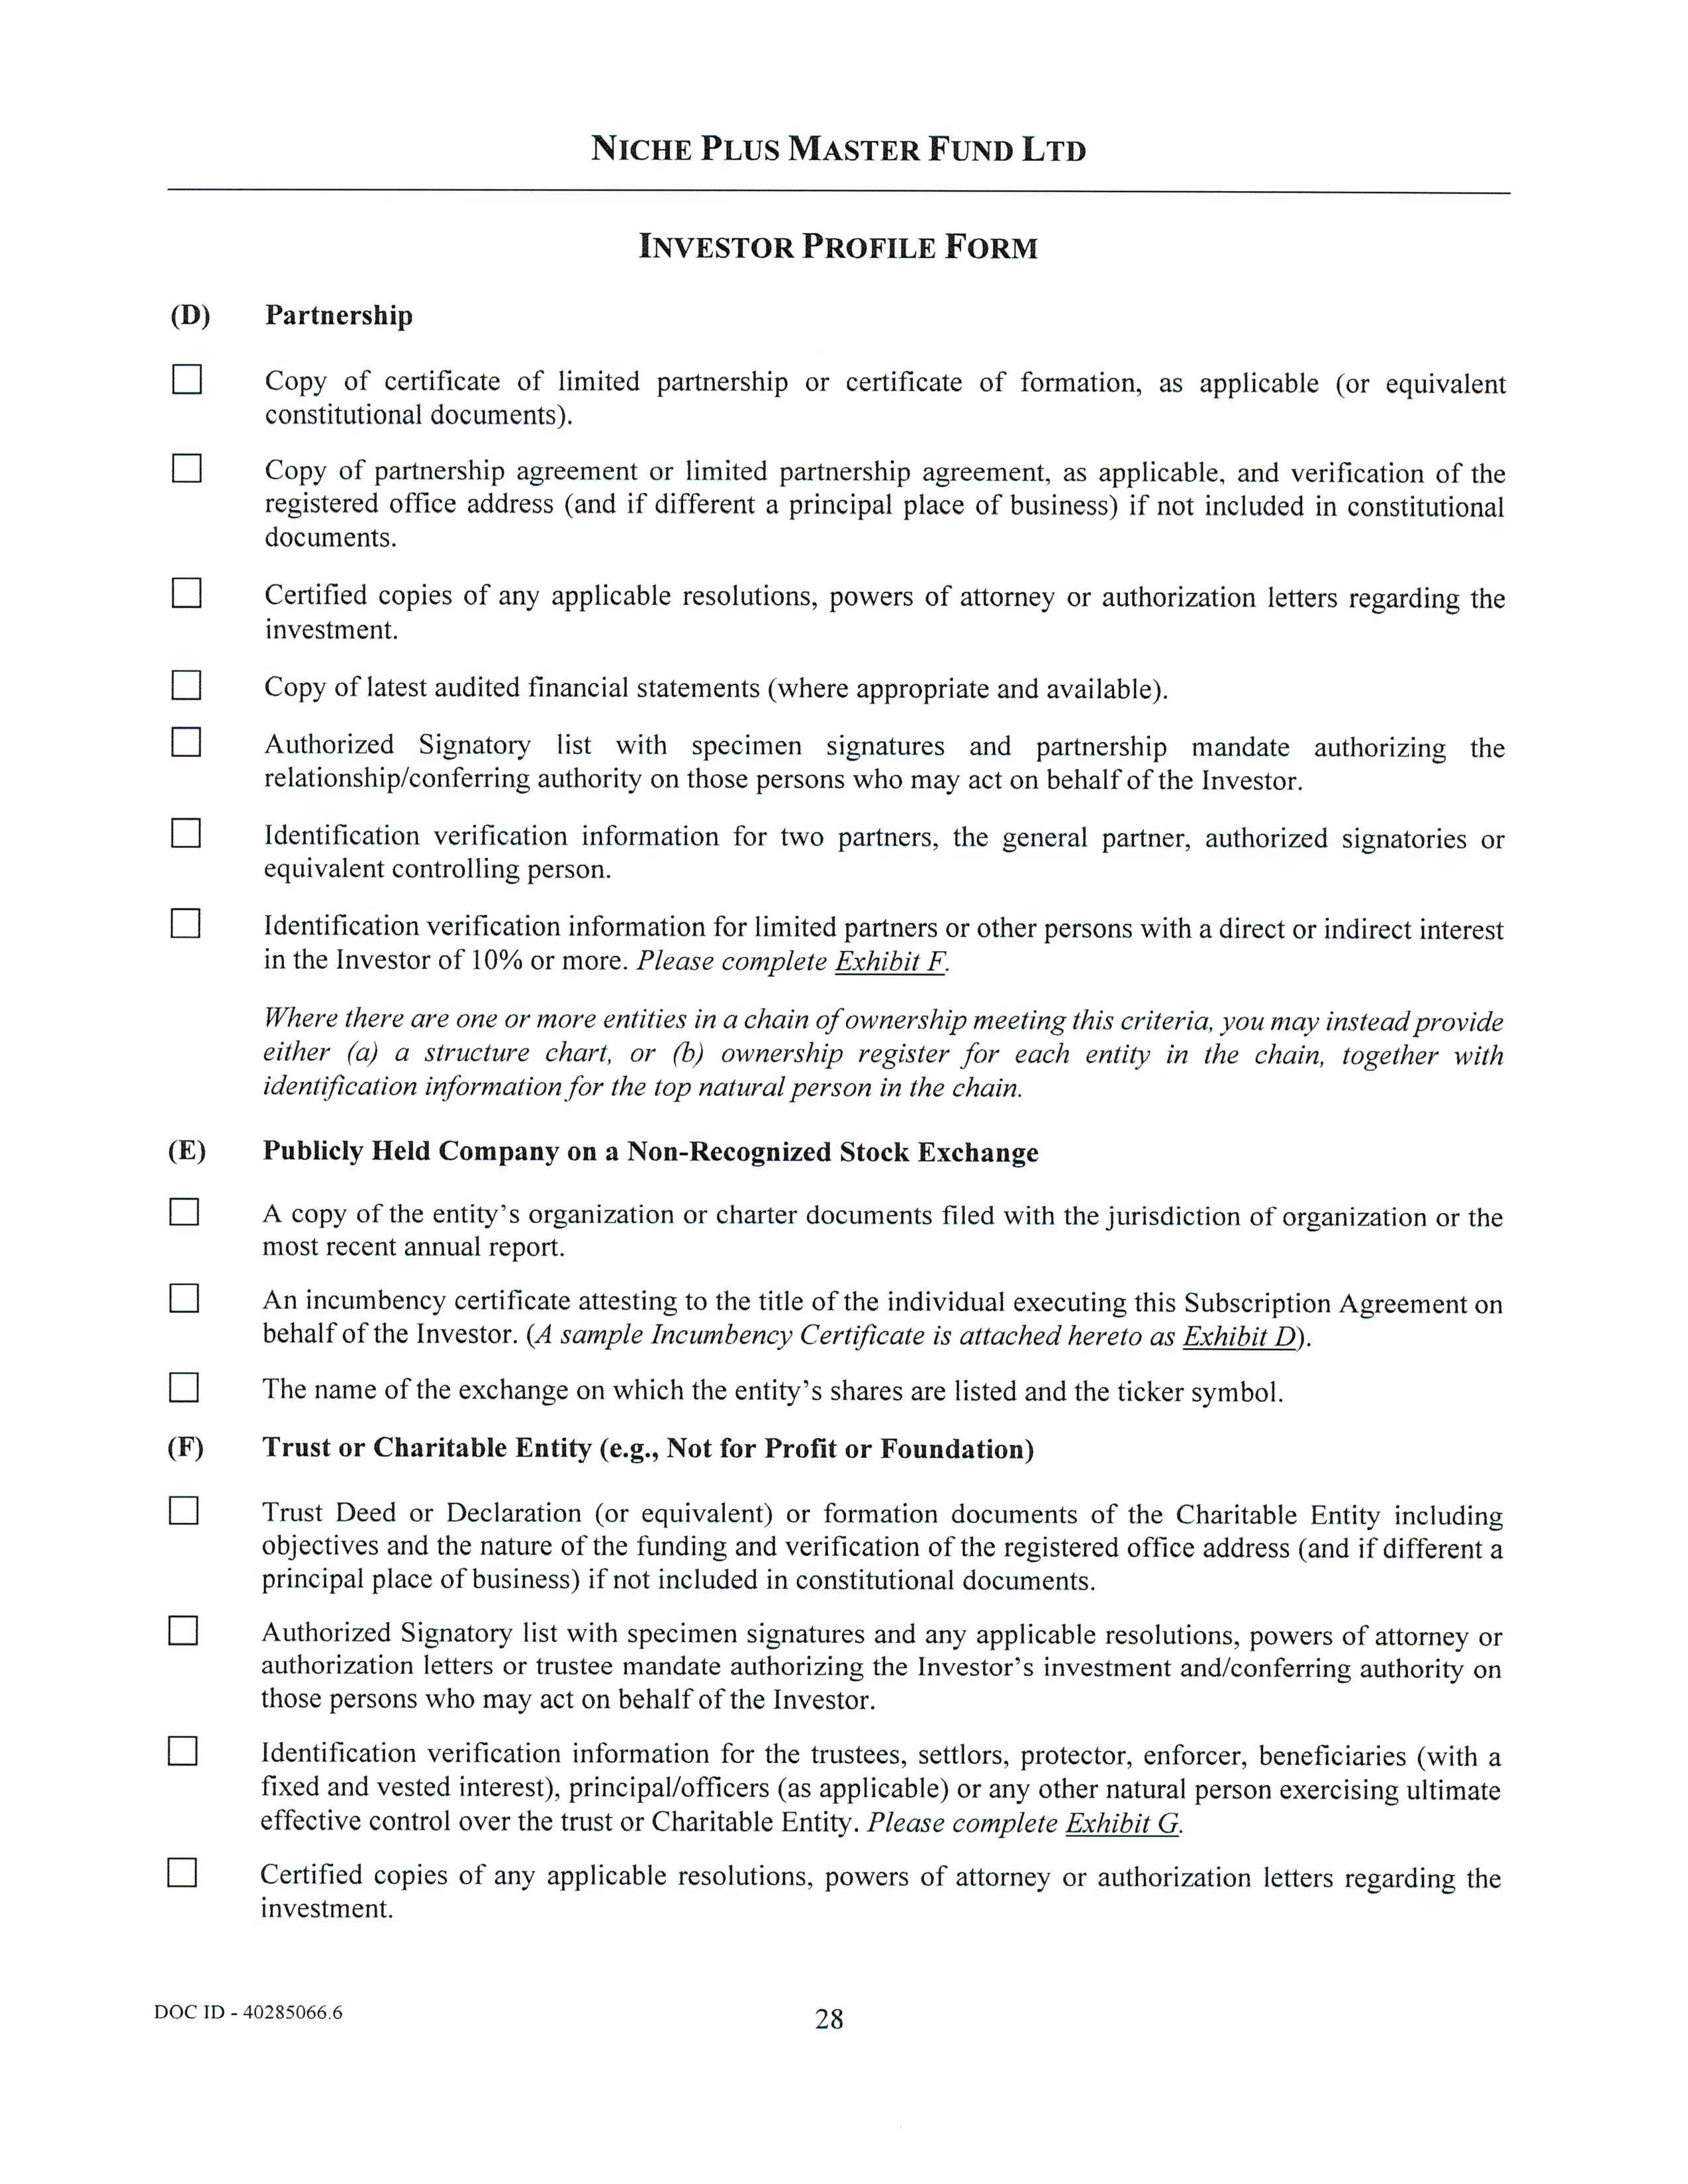 NICHE PLUS MASTER FUND LTD
INVESTOR PROFILE FORM
(D) Partnership
Copy of certificate of limited partnership or certificate of formation, as applicable (or equivalent
constitutional documents).
Copy of partnership agreement or limited partnership agreement, as applicable, and verification of the
registered office address (and if different a principal place of business) if not included in constitutional
documents.
Certified copies of any applicable resolutions, powers of attorney or authorization letters regarding the
investment.
Copy of latest audited financial statements (where appropriate and available).
Authorized Signatory list with specimen signatures and partnership mandate authorizing the
relationship/conferring authority on those persons who may act on behalf of the Investor.
Identification verification information for two partners, the general partner, authorized signatories or
equivalent controlling person.
Identification verification information for limited partners or other persons with a direct or indirect interest
in the Investor of 10% or more. Please complete Exhibit F.
Where there are one or more entities in a chain of ownership meeting this criteria, you may instead provide
either (a) a structure chart, or (b) ownership register for each entity in the chain, together with
identification information for the top natural person in the chain.
(E) Publicly Held Company on a Non-Recognized Stock Exchange
A copy of the entity's organization or charter documents filed with the jurisdiction of organization or the
most recent annual report.
An incumbency certificate attesting to the title of the individual executing this Subscription Agreement on
behalf of the Investor. (A sample Incumbency Certificate is attached hereto as Exhibit D).
The name of the exchange on which the entity's shares are listed and the ticker symbol.
(F) Trust or Charitable Entity (e.g., Not for Profit or Foundation)
Trust Deed or Declaration (or equivalent) or formation documents of the Charitable Entity including
objectives and the nature of the funding and verification of the registered office address (and if different a
principal place of business) if not included in constitutional documents.
Authorized Signatory list with specimen signatures and any applicable resolutions, powers of attorney or
authorization letters or trustee mandate authorizing the Investor's investment and/conferring authority on
those persons who may act on behalf of the Investor.
Identification verification information for the trustees, settlors, protector, enforcer, beneficiaries (with a
fixed and vested interest), principal/officers (as applicable) or any other natural person exercising ultimate
effective control over the trust or Charitable Entity. Please complete Exhibit G.
Certified copies of any applicable resolutions, powers of attorney or authorization letters regarding the
investment.
DOC ID - 40285066.6
28